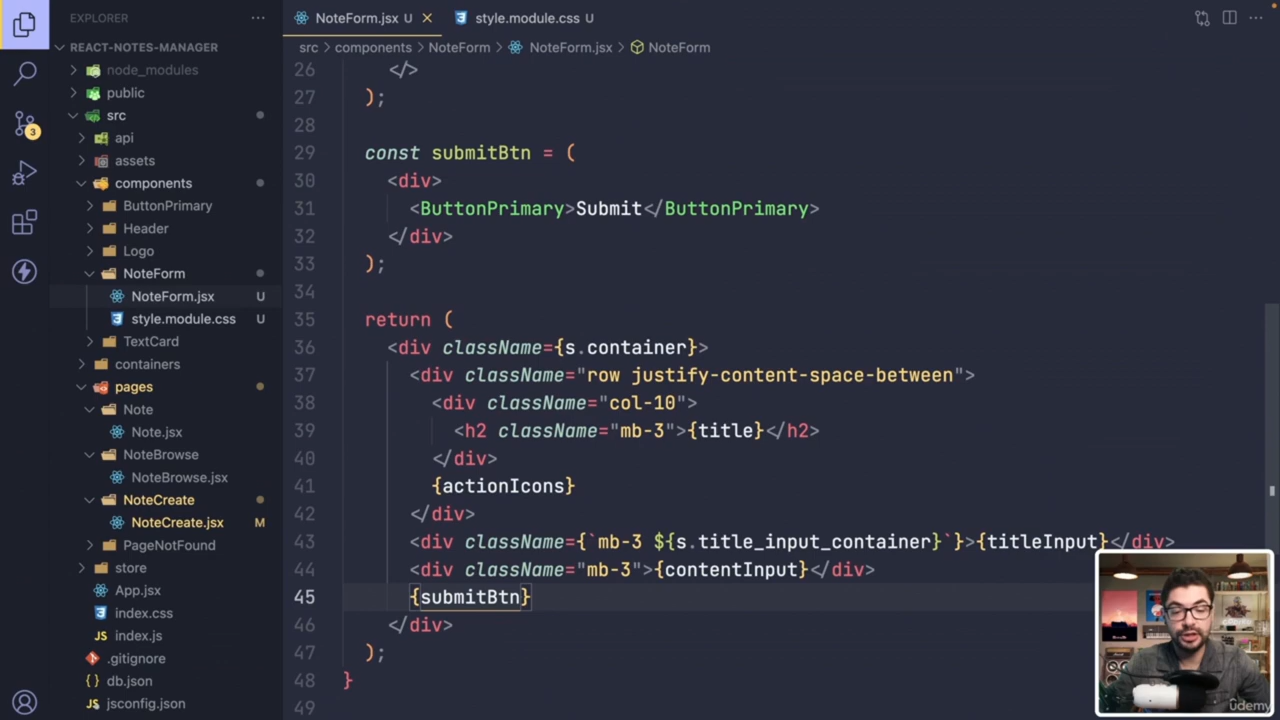 EXPLORER
REACT-NOTES-MANAGER
node_modules
public
src
api
assets
components
ButtonPrimary
Header
Logo
NoteForm
NoteForm.jsx U
style.module.css U
TextCard
containers
pages
Note
Note.jsx
NoteBrowse
NoteBrowse.jsx
NoteCreate
NoteCreate.jsx M
PageNotFound
store
App.jsx
index.css
JS index.js
.gitignore
{} db.json
JS jsconfig.json
3
NoteForm.jsx U
style.module.css U
src > components > NoteForm > NoteForm.jsx > NoteForm
26 </>
27 );
28
29 const submitBtn = (
30 <div>
31 <ButtonPrimary>Submit</ButtonPrimary>
32 </div>
33 );
34
35 return (
36 <div className={s.container}>
37 <div className="row justify-content-space-between">
38 <div className="col-10">
39 <h2 className="mb-3">{title}</h2>
40 </div>
41 {actionIcons}
42 </div>
43 <div className={`mb-3 ${s.title_input_container}`}>{titleInput}</div>
44 <div className="mb-3">{contentInput}</div>
45 {submitBtn}
46 </div>
47 );
48 }
49
udemy